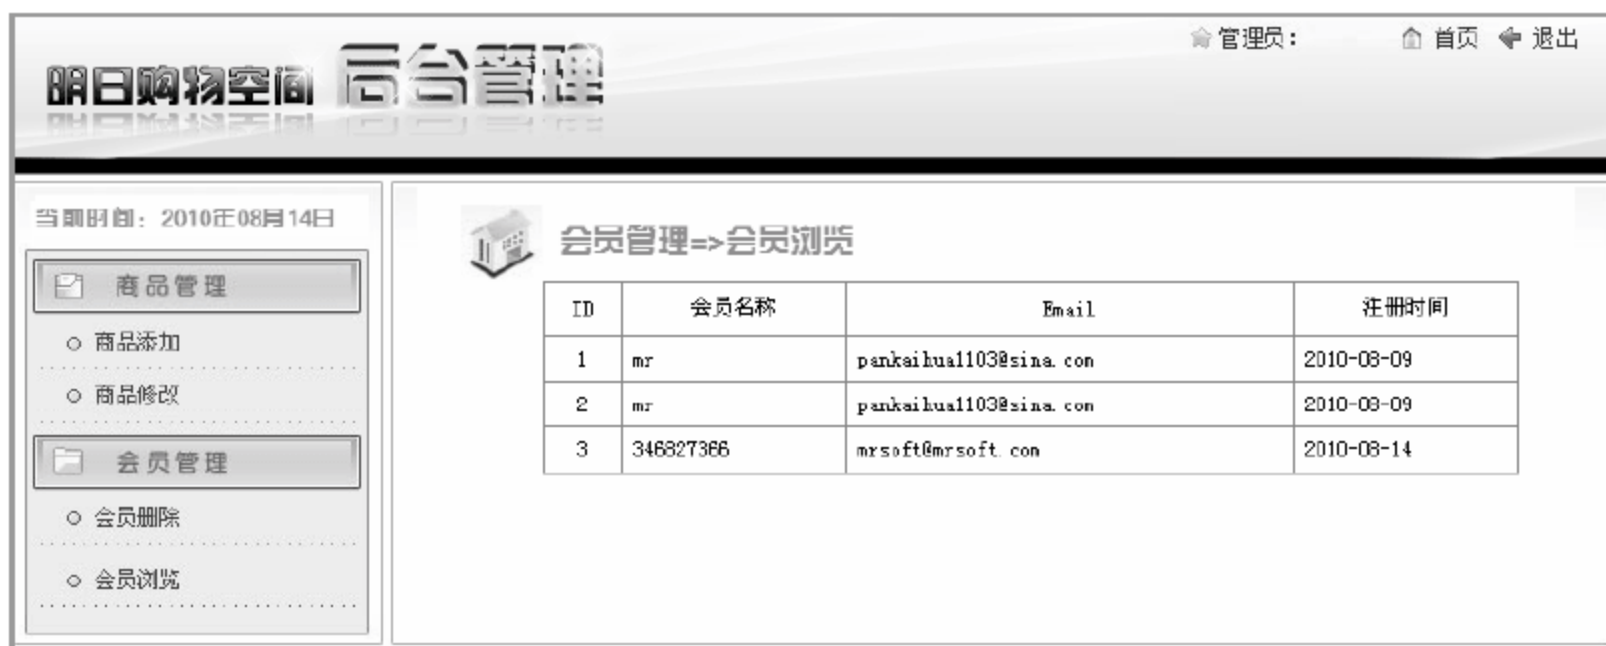 管理员： 首页 退出
明日购物空间 后台管理
当前时间：2010年08月14日
会员管理=>会员浏览
商品管理
商品添加
商品修改
会员管理
会员删除
会员浏览
ID 会员名称 Email 注册时间
1 mr pankaihua1103@sina.com 2010-08-09
2 mr pankaihua1103@sina.com 2010-08-09
3 346827366 mrsoft@mrsoft.com 2010-08-14